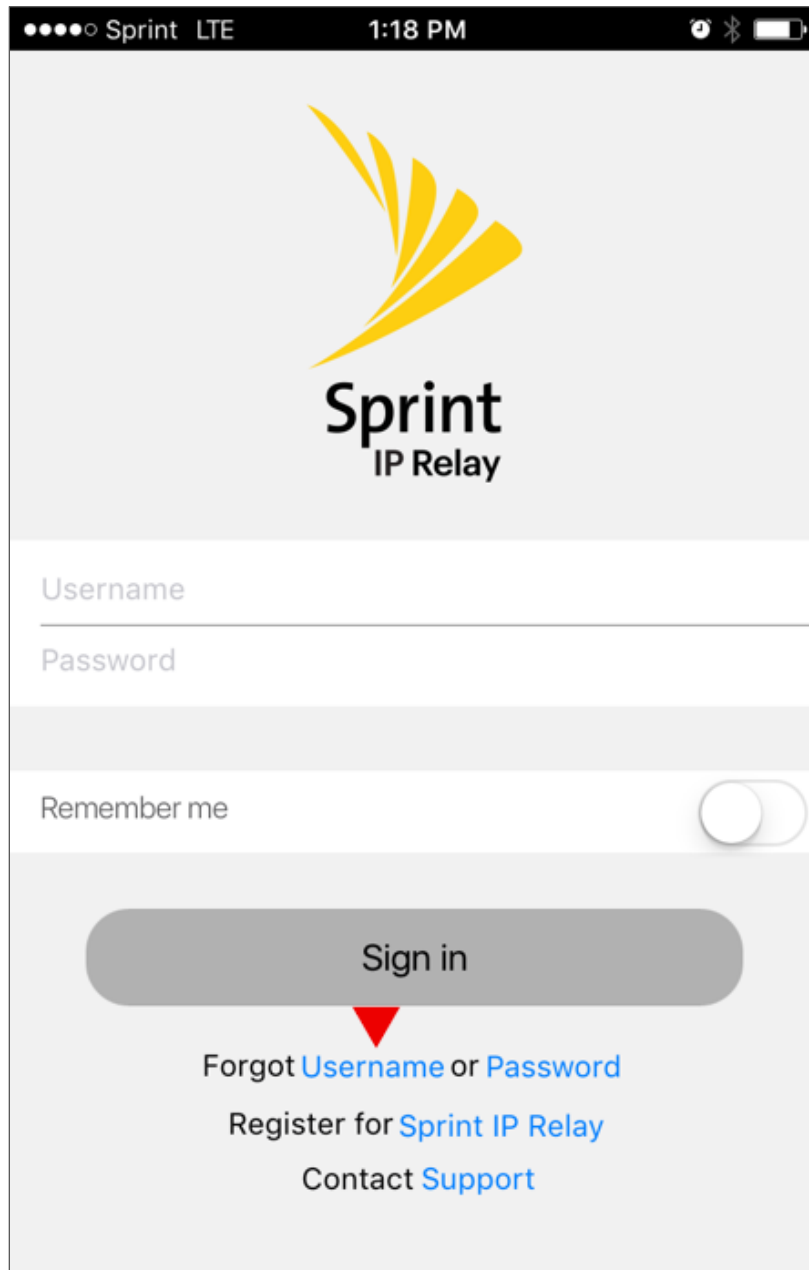 Sprint LTE 1:18 PM
Sprint
IP Relay
Username
Password
Remember me
Sign in
Forgot Username or Password
Register for Sprint IP Relay
Contact Support